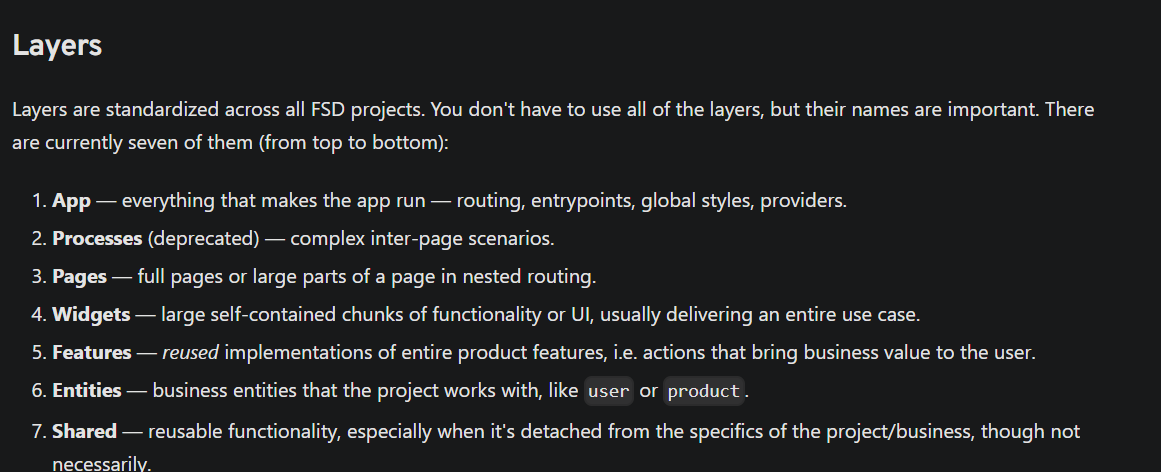 Layers
Layers are standardized across all FSD projects. You don't have to use all of the layers, but their names are important. There
are currently seven of them (from top to bottom):
1. App — everything that makes the app run — routing, entrypoints, global styles, providers.
2. Processes (deprecated) — complex inter-page scenarios.
3. Pages — full pages or large parts of a page in nested routing.
4. Widgets — large self-contained chunks of functionality or UI, usually delivering an entire use case.
5. Features — reused implementations of entire product features, i.e. actions that bring business value to the user.
6. Entities — business entities that the project works with, like user or product.
7. Shared — reusable functionality, especially when it's detached from the specifics of the project/business, though not
necessarily.